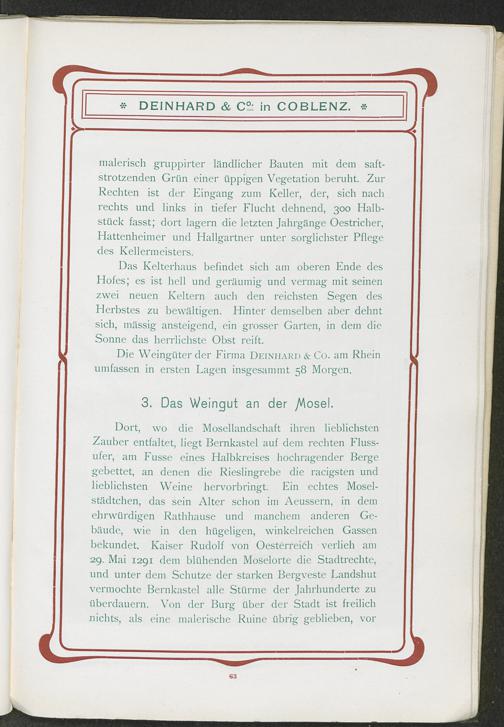 * DEINHARD & Co. in COBLENZ. *
malerisch gruppirter ländlicher Bauten mit dem saft-
strotzenden Grün einer üppigen Vegetation beruht. Zur
Rechten ist der Eingang zum Keller, der, sich nach
rechts und links in tiefer Flucht dehnend, 300 Halb-
stück fasst; dort lagern die letzten Jahrgänge Oestricher,
Hattenheimer und Hallgartner unter sorglichster Pflege
des Kellermeisters.
Das Kelterhaus befindet sich am oberen Ende des
Hofes; es ist hell und geräumig und vermag mit seinen
zwei neuen Keltern auch den reichsten Segen des
Herbstes zu bewältigen. Hinter demselben aber dehnt
sich, mässig ansteigend, ein grosser Garten, in dem die
Sonne das herrlichste Obst reift.
Die Weingüter der Firma DEINHARD & Co. am Rhein
umfassen in ersten Lagen insgesammt 58 Morgen.
3. Das Weingut an der Mosel.
Dort, wo die Mosellandschaft ihren lieblichsten
Zauber entfaltet, liegt Bernkastel auf dem rechten Fluss-
ufer, am Fusse eines Halbkreises hochragender Berge
gebettet, an denen die Rieslingrebe die racigsten und
lieblichsten Weine hervorbringt. Ein echtes Mosel-
städtchen, das sein Alter schon im Aeussern, in dem
ehrwürdigen Rathhause und manchem anderen Ge-
bäude, wie in den hügeligen, winkelreichen Gassen
bekundet. Kaiser Rudolf von Oesterreich verlieh am
29. Mai 1291 dem blühenden Moselorte die Stadtrechte,
und unter dem Schutze der starken Bergveste Landshut
vermochte Bernkastel alle Stürme der Jahrhunderte zu
überdauern. Von der Burg über der Stadt ist freilich
nichts, als eine malerische Ruine übrig geblieben, vor
63